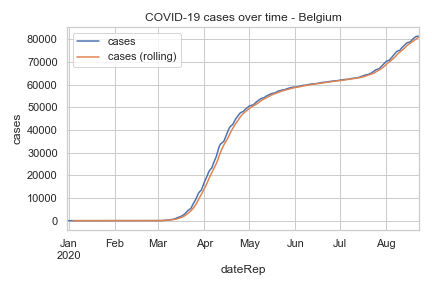 COVID-19 cases over time - Belgium
cases
cases (rolling)
80000
70000
60000
50000
40000
30000
20000
10000
0
cases
Jan Feb Mar Apr May Jun Jul Aug
2020
dateRep